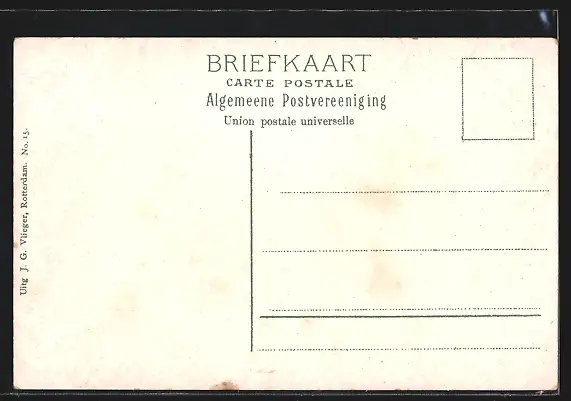 BRIEFKAART
CARTE POSTALE
Algemeene Postvereeniging
Union postale universelle
Uitg J. G. Vlieger, Rotterdam. No. 15.